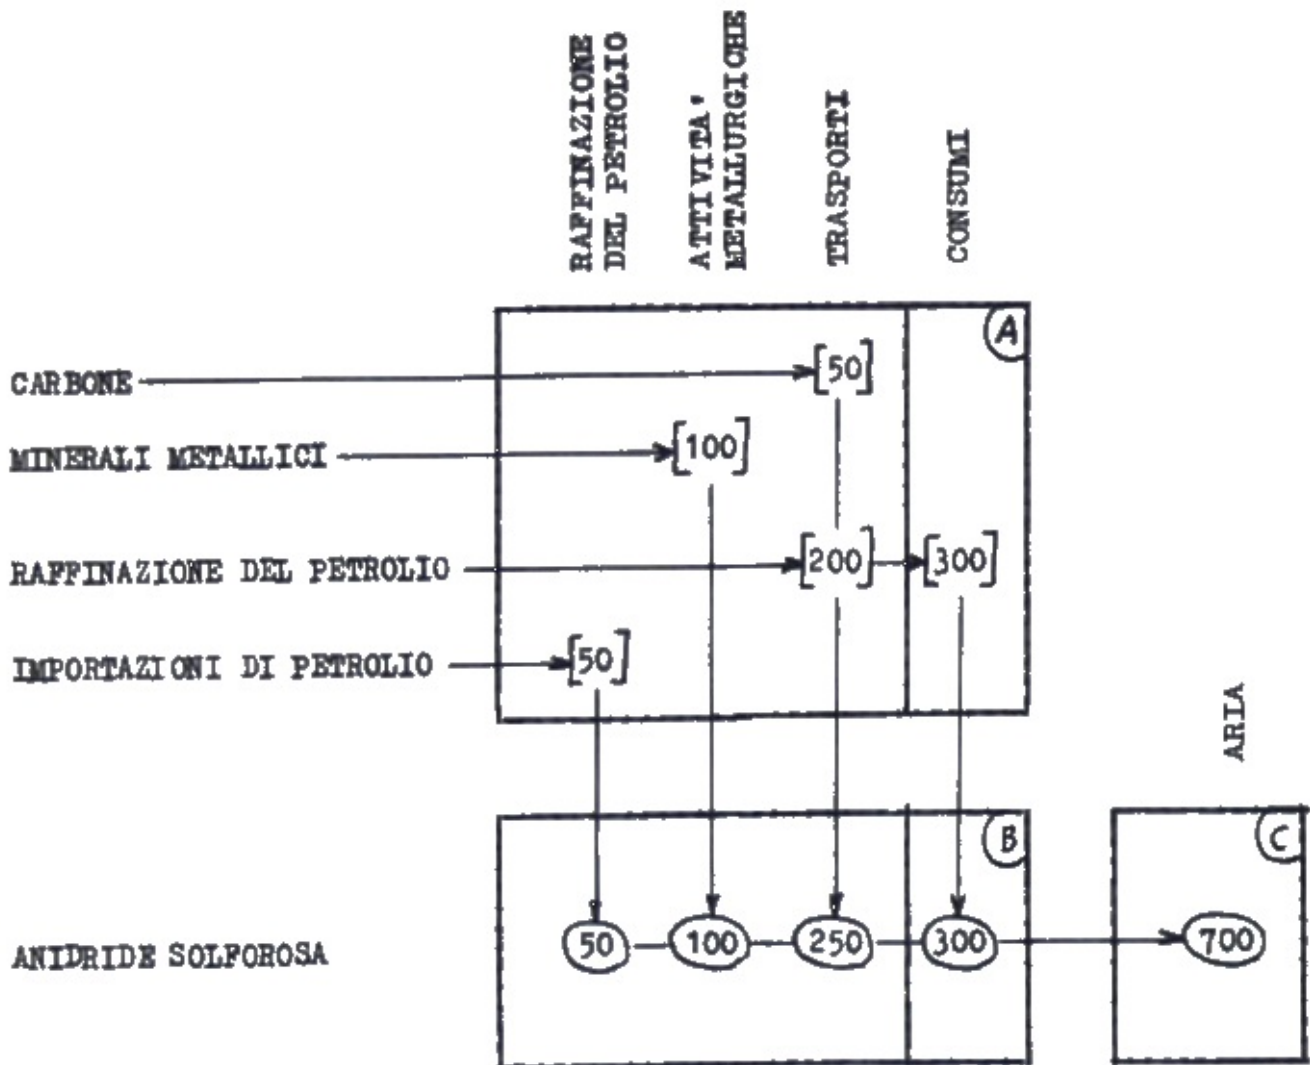 RAFFINAZIONE
DEL PETROLIO
ATTIVITA'
METALLURGICHE
TRASPORTI
CONSUMI
A
CARBONE [50]
MINERALI METALLICI [100]
RAFFINAZIONE DEL PETROLIO [200] [300]
IMPORTAZIONI DI PETROLIO [50]
ARIA
B
C
ANIDRIDE SOLFOROSA 50 100 250 300 700